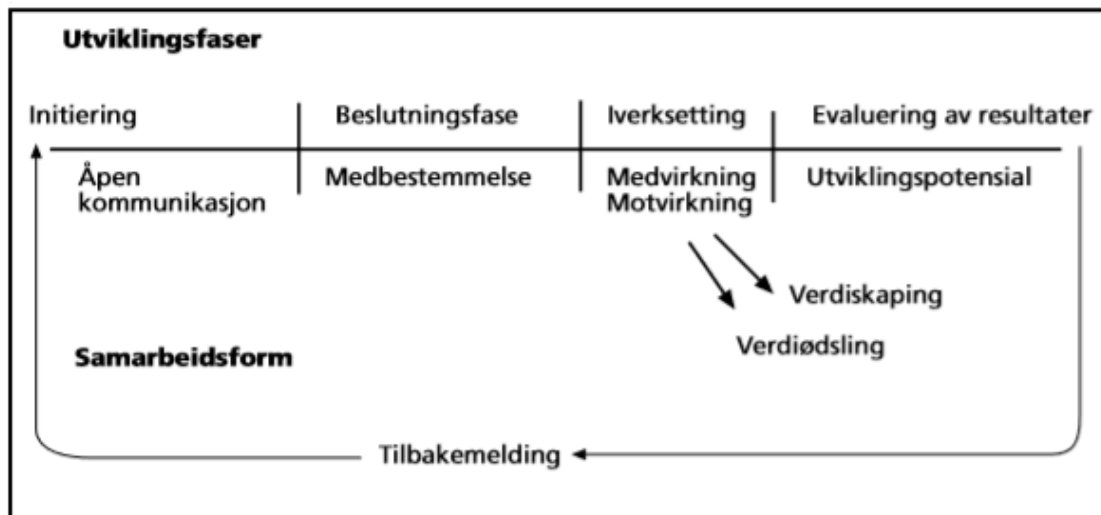 Utviklingsfaser
Initiering
Beslutningsfase
Iverksetting
Evaluering av resultater
Åpen
kommunikasjon
Medbestemmelse
Medvirkning
Motvirkning
Utviklingspotensial
Verdiskaping
Verdiødsling
Samarbeidsform
Tilbakemelding